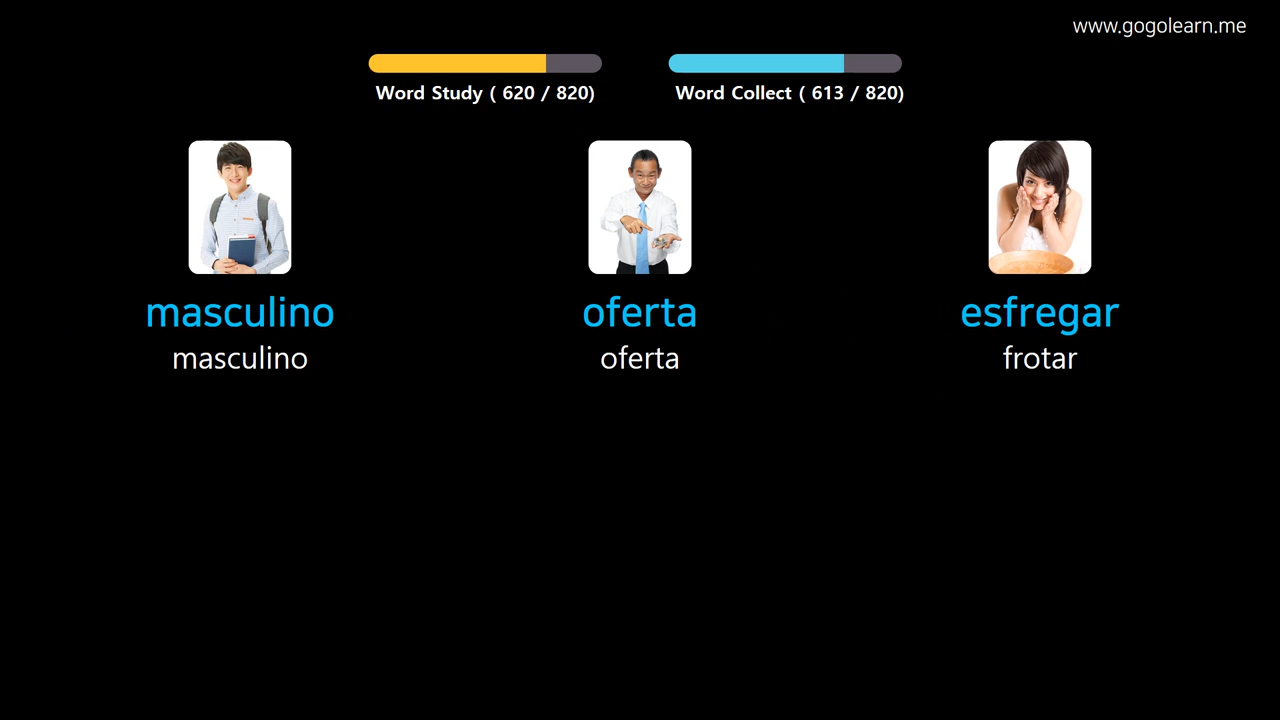 www.gogolearn.me
Word Study ( 620 / 820)
Word Collect ( 613 / 820)
masculino
masculino
oferta
oferta
esfregar
frotar